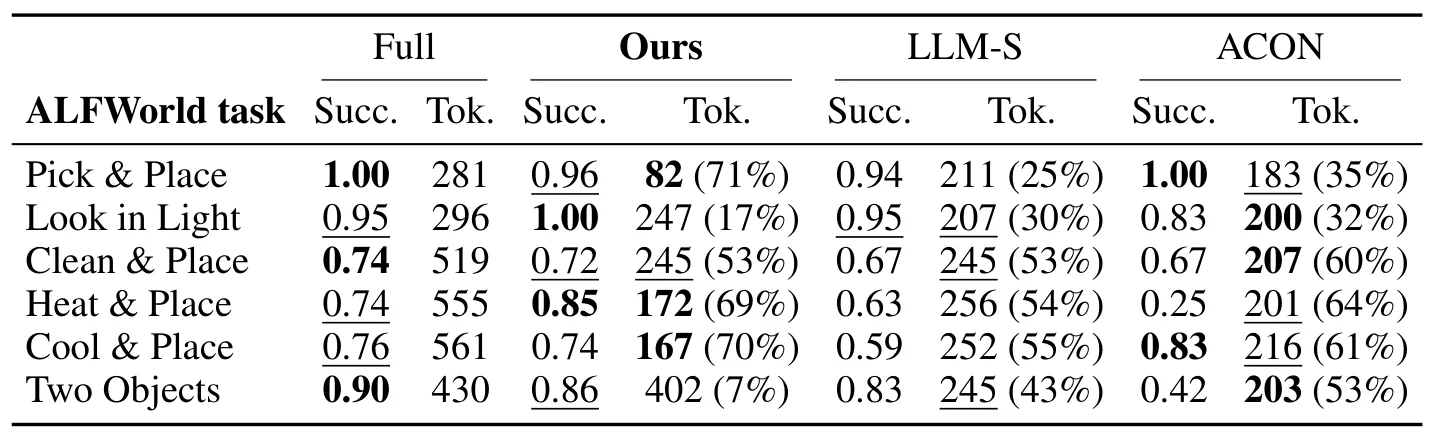 Full Ours LLM-S ACON
ALFWorld task Succ. Tok. Succ. Tok. Succ. Tok. Succ. Tok.
Pick & Place 1.00 281 0.96 82 (71%) 0.94 211 (25%) 1.00 183 (35%)
Look in Light 0.95 296 1.00 247 (17%) 0.95 207 (30%) 0.83 200 (32%)
Clean & Place 0.74 519 0.72 245 (53%) 0.67 245 (53%) 0.67 207 (60%)
Heat & Place 0.74 555 0.85 172 (69%) 0.63 256 (54%) 0.25 201 (64%)
Cool & Place 0.76 561 0.74 167 (70%) 0.59 252 (55%) 0.83 216 (61%)
Two Objects 0.90 430 0.86 402 (7%) 0.83 245 (43%) 0.42 203 (53%)